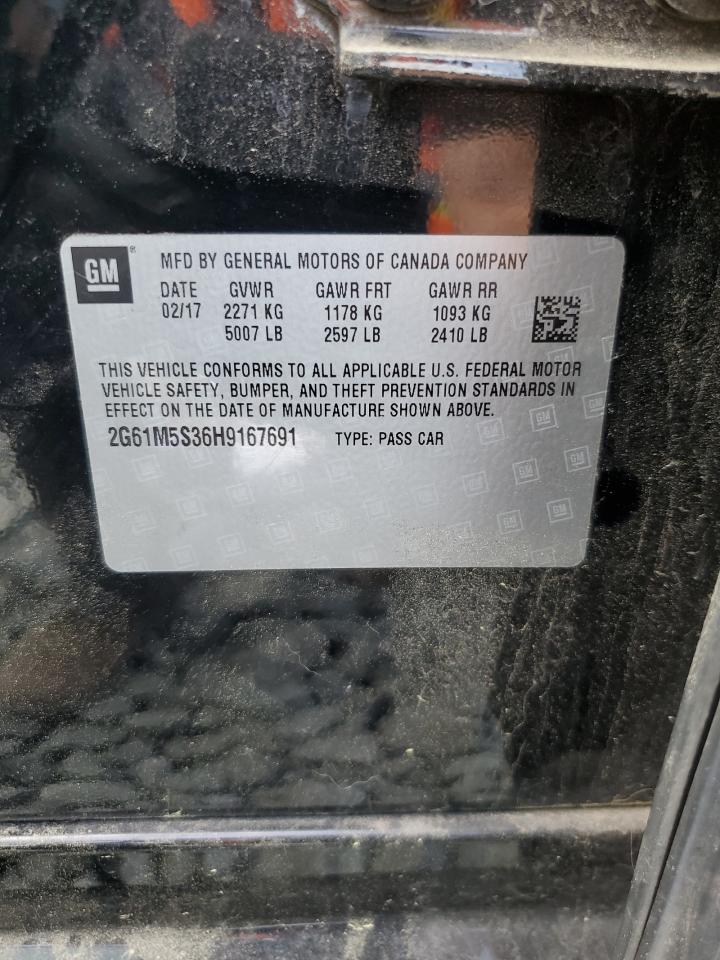 GM ®
MFD BY GENERAL MOTORS OF CANADA COMPANY
DATE GVWR GAWR FRT GAWR RR
02/17 2271 KG 1178 KG 1093 KG
5007 LB 2597 LB 2410 LB
THIS VEHICLE CONFORMS TO ALL APPLICABLE U.S. FEDERAL MOTOR
VEHICLE SAFETY, BUMPER, AND THEFT PREVENTION STANDARDS IN
EFFECT ON THE DATE OF MANUFACTURE SHOWN ABOVE.
2G61M5S36H9167691 TYPE: PASS CAR